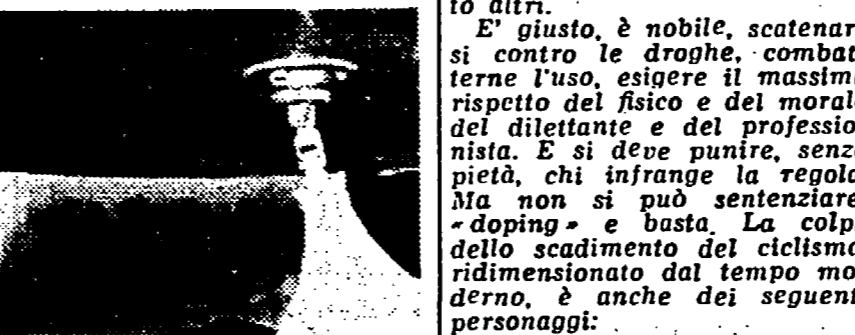 to altri.
E' giusto, è nobile, scatenar
si contro le droghe, combat
terne l'uso, esigere il massim
rispetto del fisico e del moral
del dilettante e del professio
nista. E si deve punire, senz
pietà, chi infrange la regola
Ma non si può sentenziare
«doping» e basta. La colp
dello scadimento del ciclismo
ridimensionato dal tempo mo
derno, è anche dei seguent
personaggi: